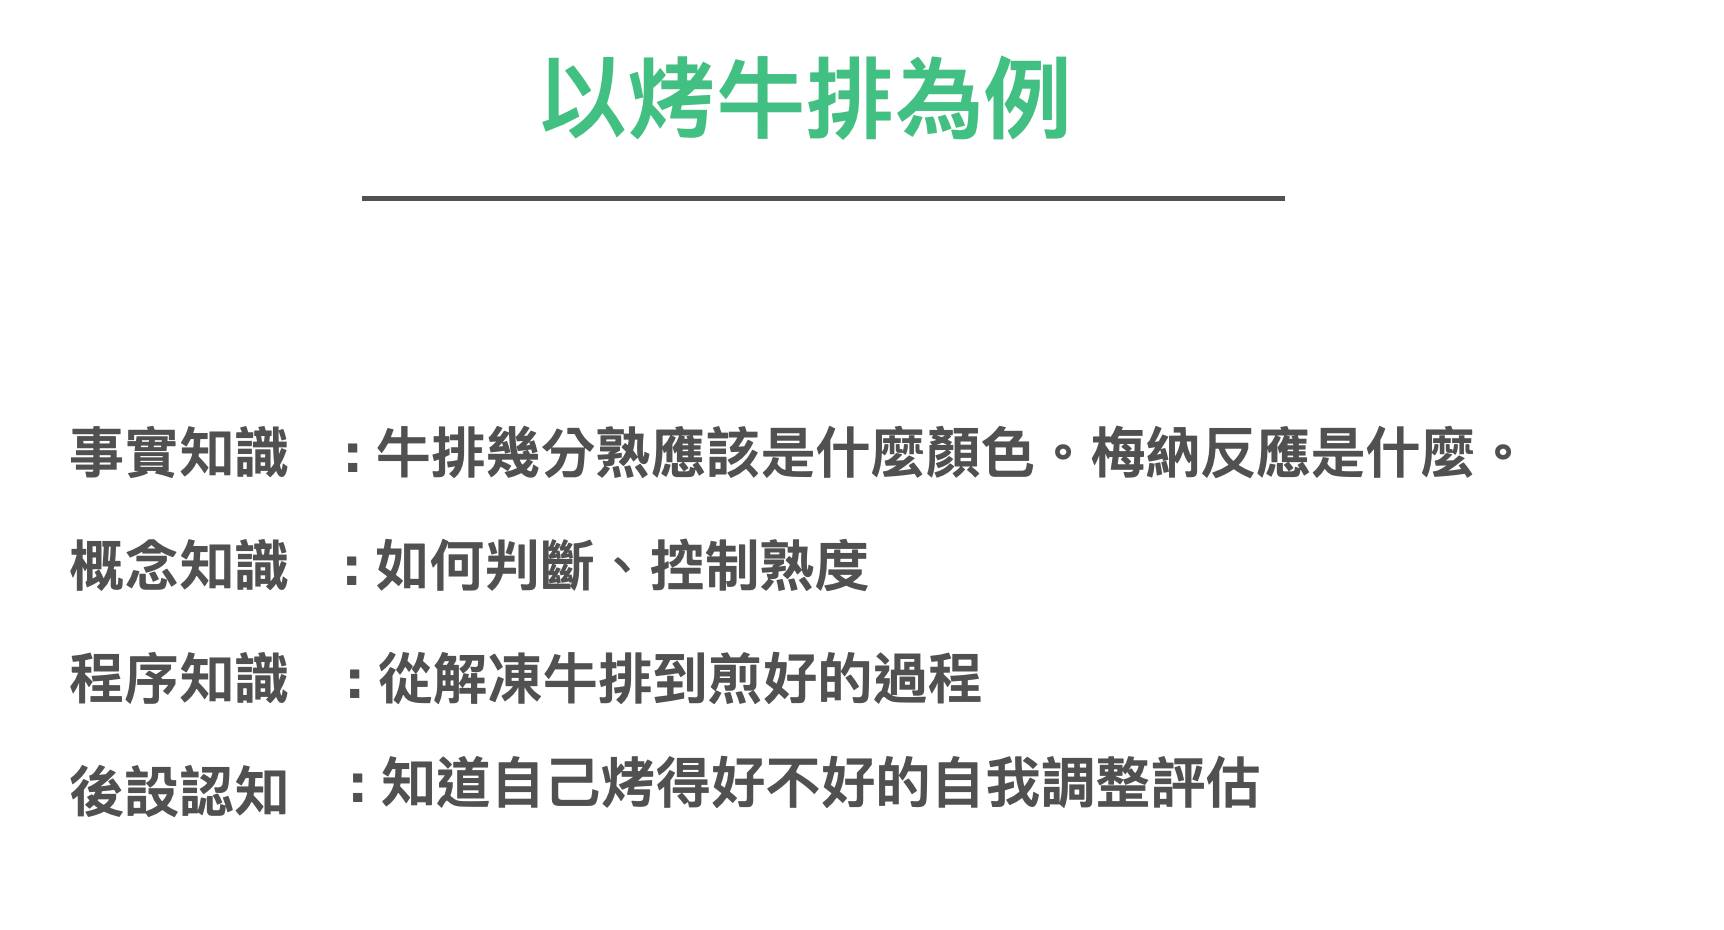 以烤牛排為例
事實知識 : 牛排幾分熟應該是什麼顏色。梅納反應是什麼。
概念知識 : 如何判斷、控制熟度
程序知識 : 從解凍牛排到煎好的過程
後設認知 : 知道自己烤得好不好的自我調整評估